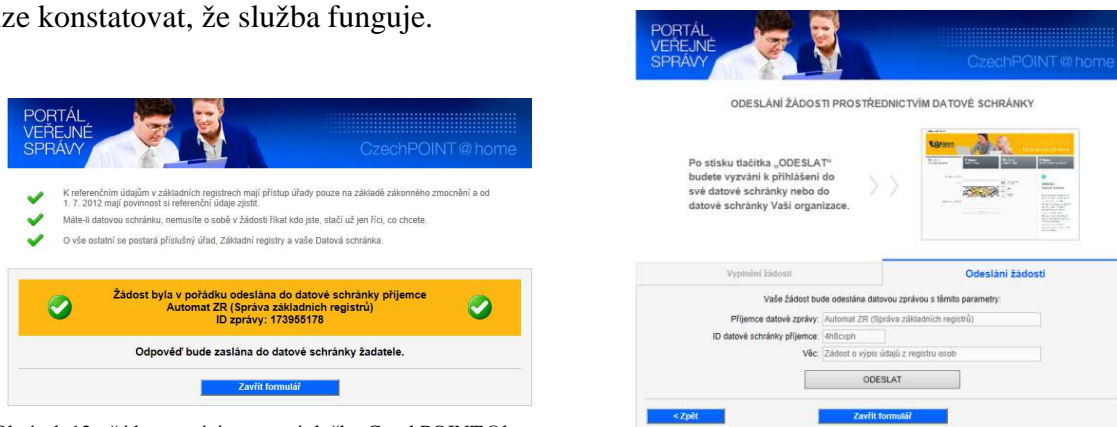 ze konstatovat, že služba funguje.
PORTÁL
VEŘEJNÉ
SPRÁVY
CzechPOINT@home
K referenčním údajům v základních registrech mají přístup úřady pouze na základě zákonného zmocnění a od
1. 7. 2012 mají povinnost si referenční údaje zjistit.
Máte-li datovou schránku, nemusíte o sobě v žádosti říkat kdo jste, stačí už jen říci, co chcete.
O vše ostatní se postará příslušný úřad, Základní registry a vaše Datová schránka.
Žádost byla v pořádku odeslána do datové schránky příjemce
Automat ZR (Správa základních registrů)
ID zprávy: 173955178
Odpověď bude zaslána do datové schránky žadatele.
Zavřít formulář
PORTÁL
VEŘEJNÉ
SPRÁVY
CzechPOINT@home
ODESLÁNÍ ŽÁDOSTI PROSTŘEDNICTVÍM DATOVÉ SCHRÁNKY
Po stisku tlačítka „ODESLAT“
budete vyzváni k přihlášení do
své datové schránky nebo do
datové schránky Vaší organizace.
Vyplnění žádosti
Odeslání žádosti
Vaše žádost bude odeslána datovou zprávou s těmito parametry:
Příjemce datové zprávy: Automat ZR (Správa základních registrů)
ID datové schránky příjemce: 4h8cxph
Věc: Žádost o výpis údajů z registru osob
ODESLAT
< Zpět
Zavřít formulář